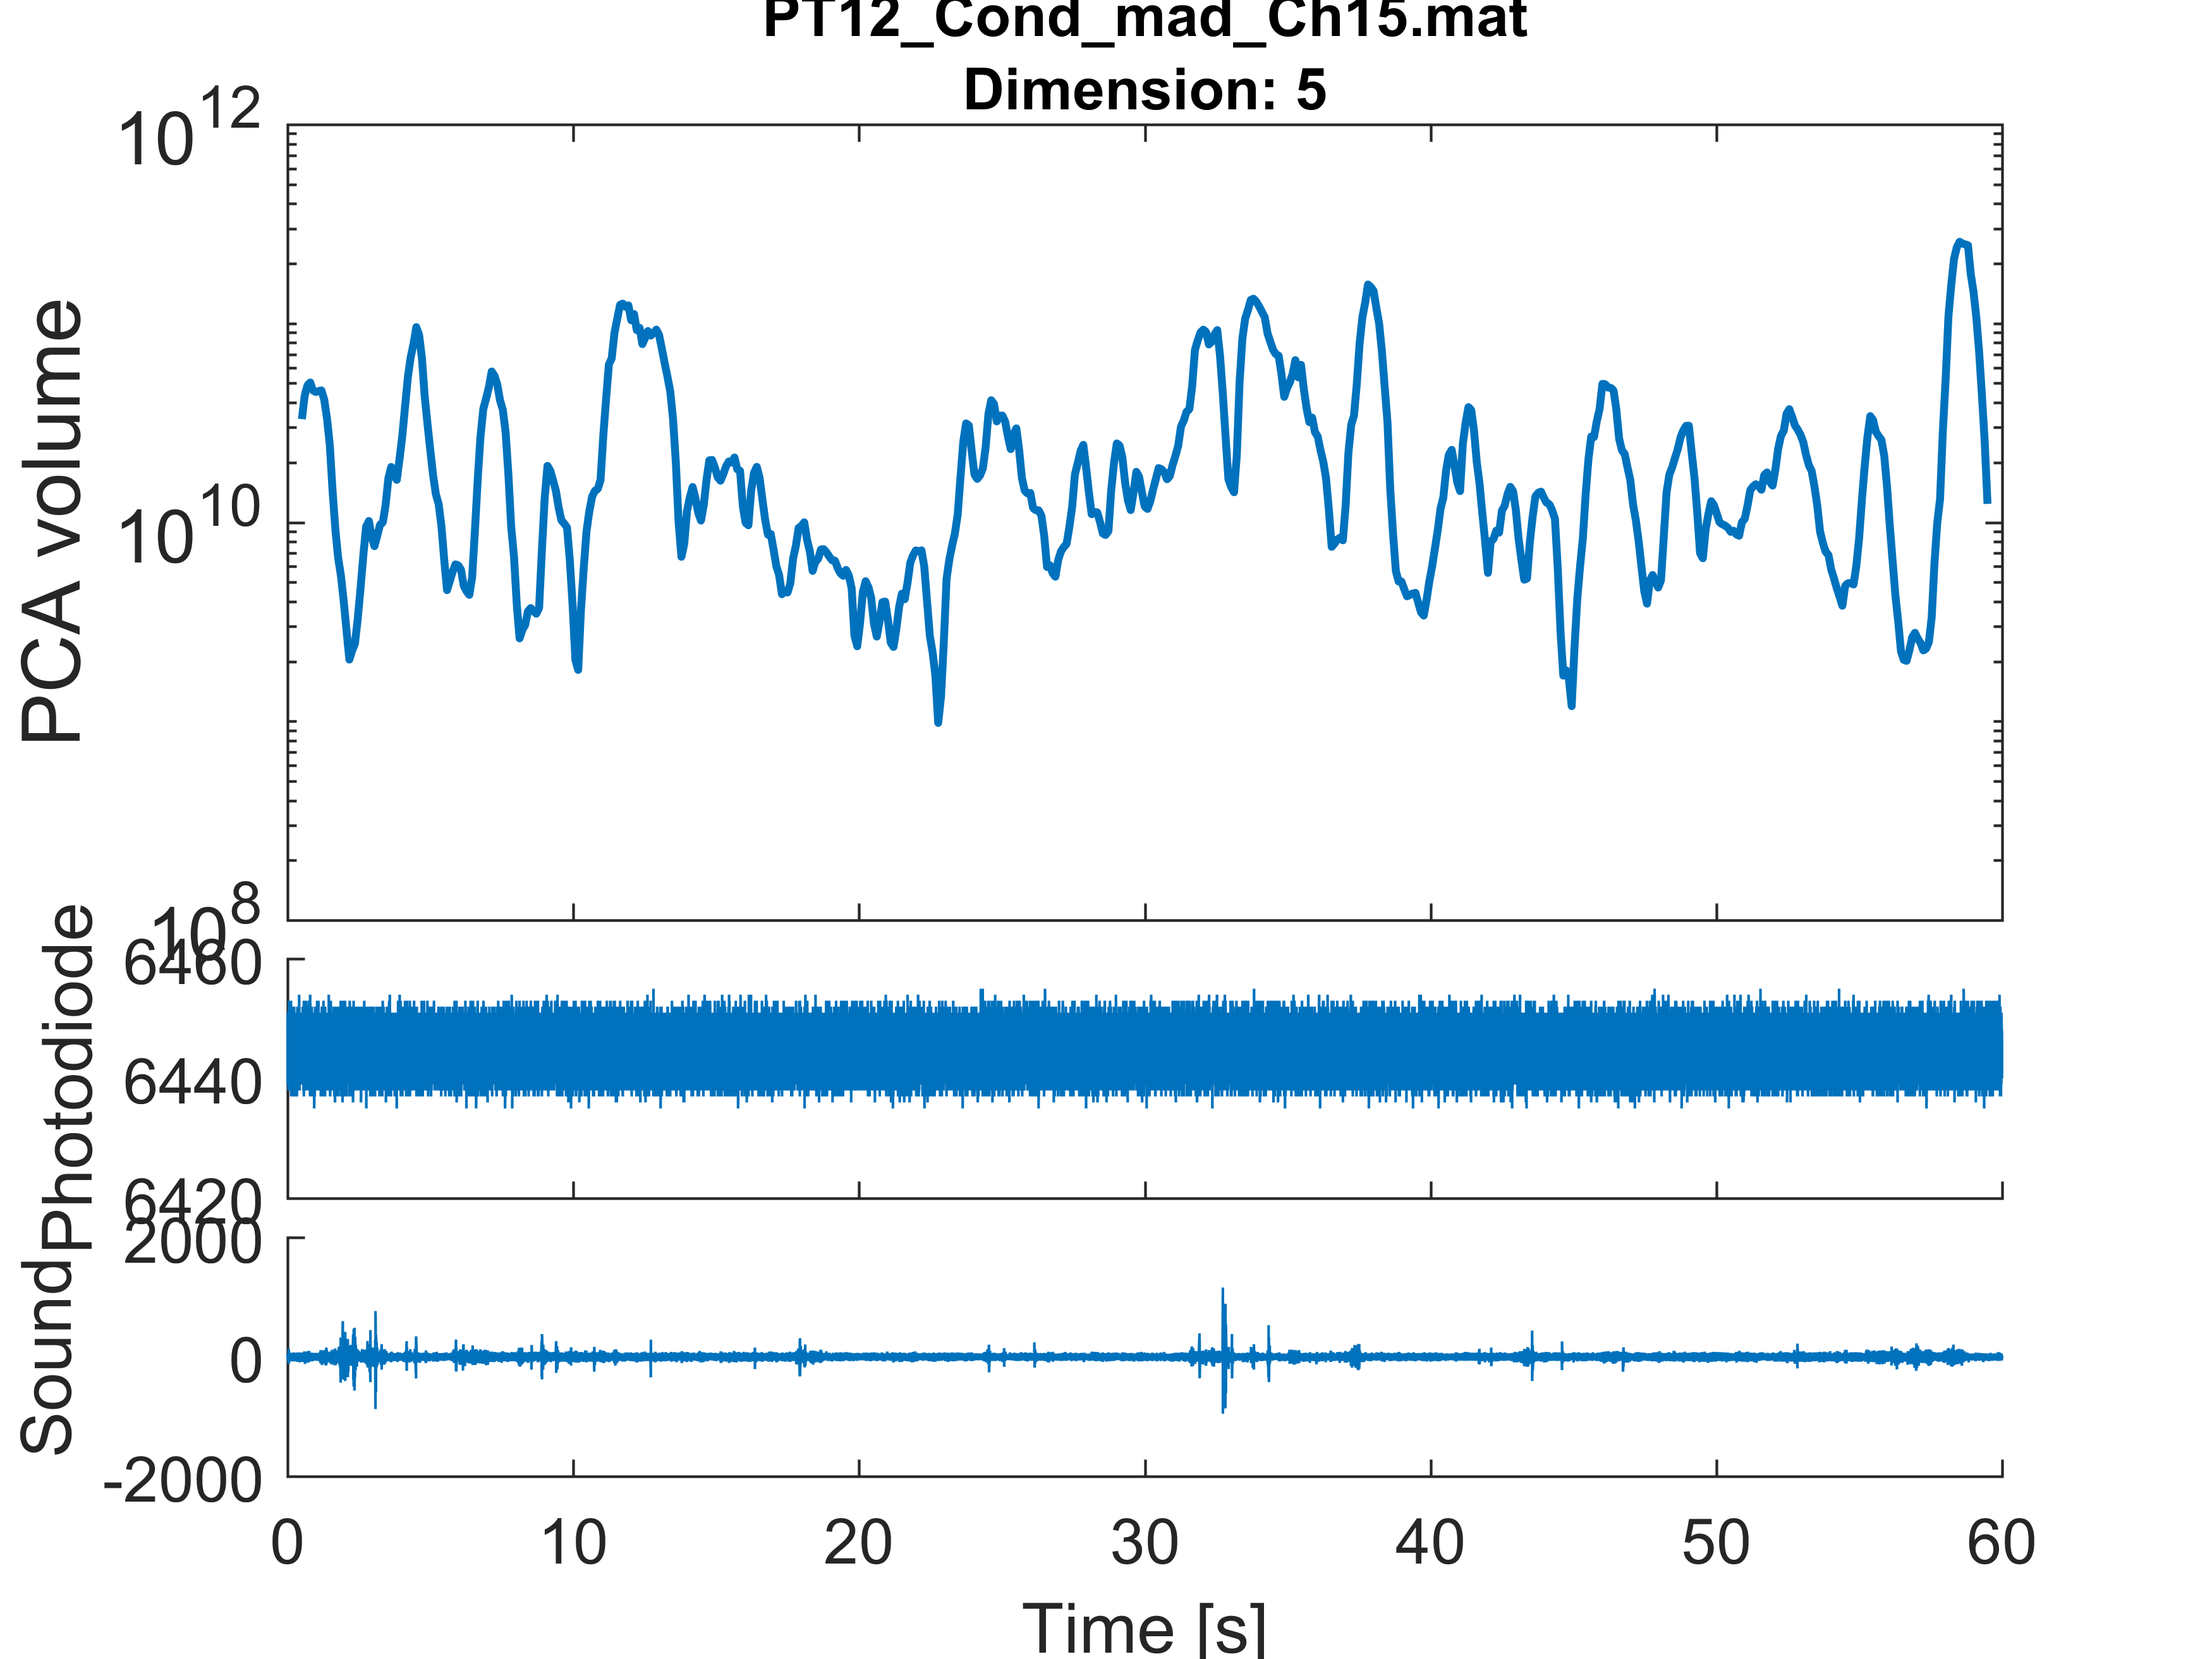 PT12_Cond_mad_Ch15.mat
Dimension: 5
10^12
10^10
10^8
PCA volume
6460
6440
6420
Photodiode
2000
0
-2000
Sound
0 10 20 30 40 50 60
Time [s]